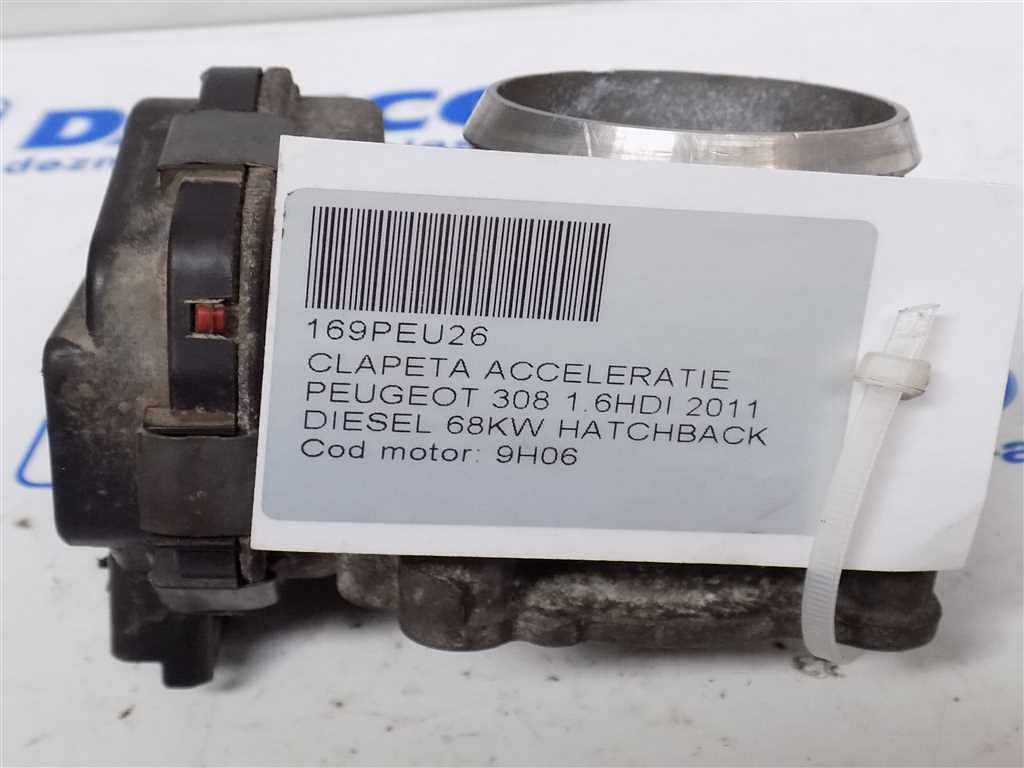 169PEU26
CLAPETA ACCELERATIE
PEUGEOT 308 1.6HDI 2011
DIESEL 68KW HATCHBACK
Cod motor: 9H06